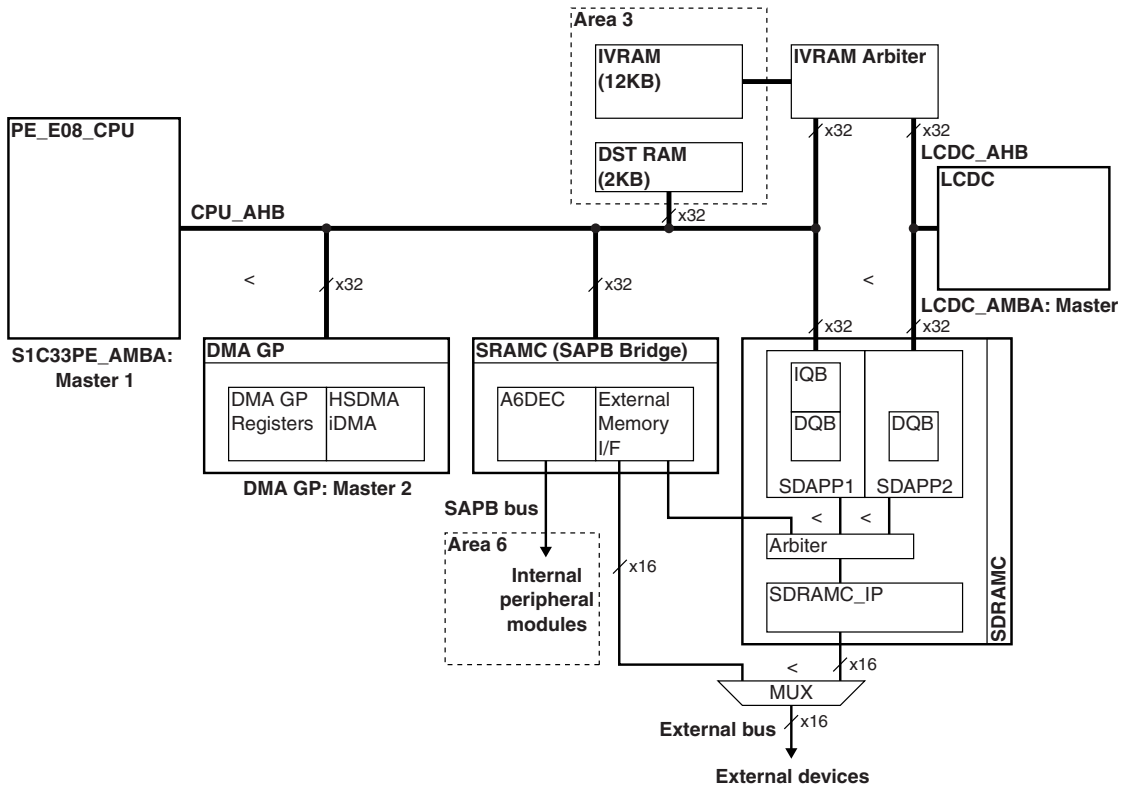 Area 3
IVRAM
(12KB)
IVRAM Arbiter
PE_E08_CPU
x32
x32
DST RAM
(2KB)
LCDC_AHB
LCDC
CPU_AHB
x32
<
x32
x32
<
LCDC_AMBA: Master
x32
x32
S1C33PE_AMBA:
Master 1
DMA GP
SRAMC (SAPB Bridge)
DMA GP
Registers
HSDMA
iDMA
A6DEC
External
Memory
I/F
IQB
DQB
DQB
SDAPP1
SDAPP2
DMA GP: Master 2
SAPB bus
<
<
Arbiter
Area 6
Internal
peripheral
modules
x16
SDRAMC_IP
SDRAMC
<
x16
MUX
External bus
x16
External devices